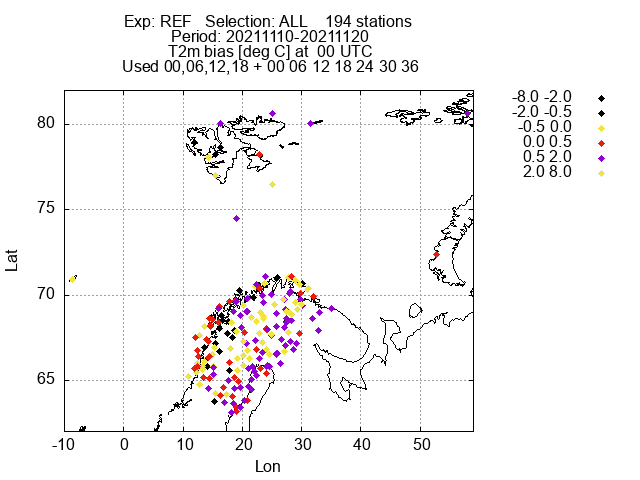 Exp: REF   Selection: ALL    194 stations
Period: 20211110-20211120
T2m bias [deg C] at  00 UTC
Used 00,06,12,18 + 00 06 12 18 24 30 36
-8.0 -2.0
-2.0 -0.5
-0.5 0.0
0.0 0.5
0.5 2.0
2.0 8.0
80
75
70
65
Lat
-10 0 10 20 30 40 50
Lon